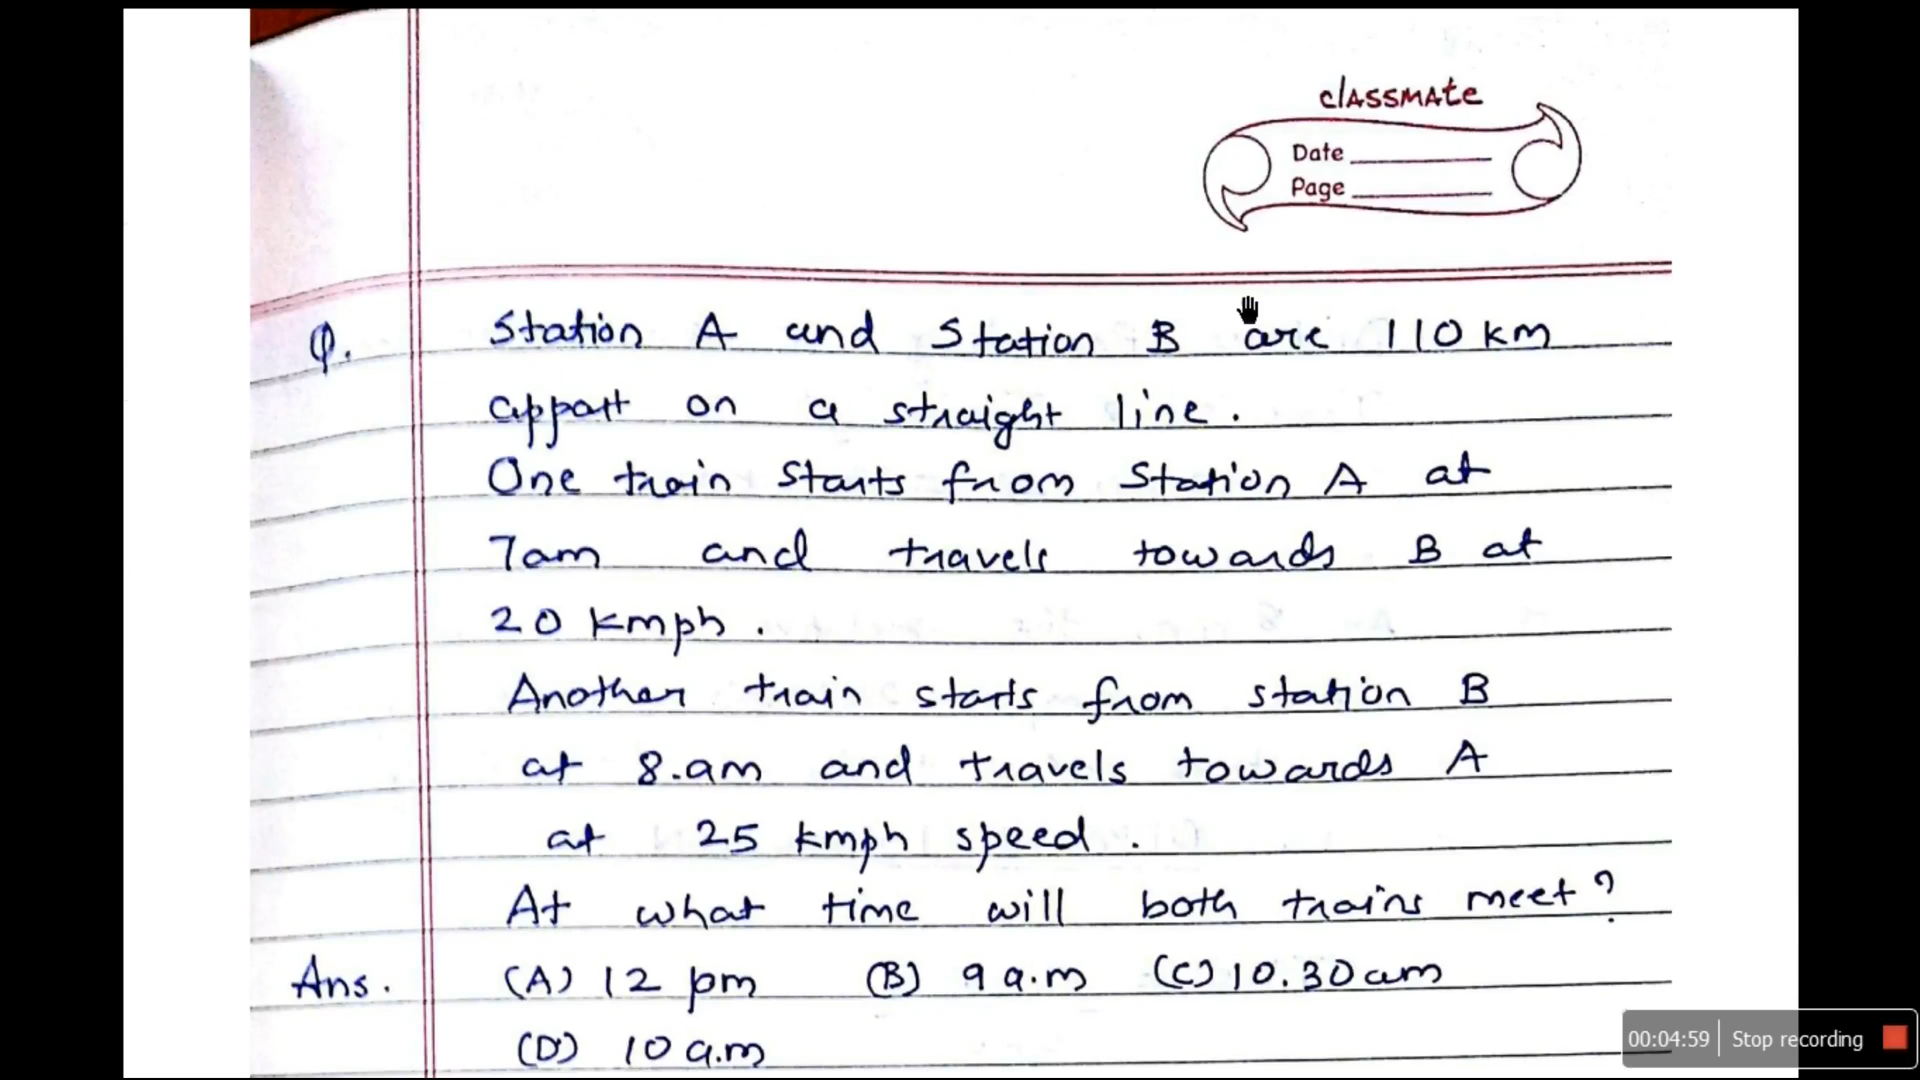 classmate
Date
Page
Q. Station A and Station B are 110 km
appart on a straight line.
One train starts from Station A at
7am and travels towards B at
20 kmph.
Another train starts from station B
at 8.am and travels towards A
at 25 kmph speed.
At what time will both trains meet?
Ans. (A) 12 pm (B) 9 a.m (C) 10.30 am
(D) 10 a.m
00:04:59 Stop recording